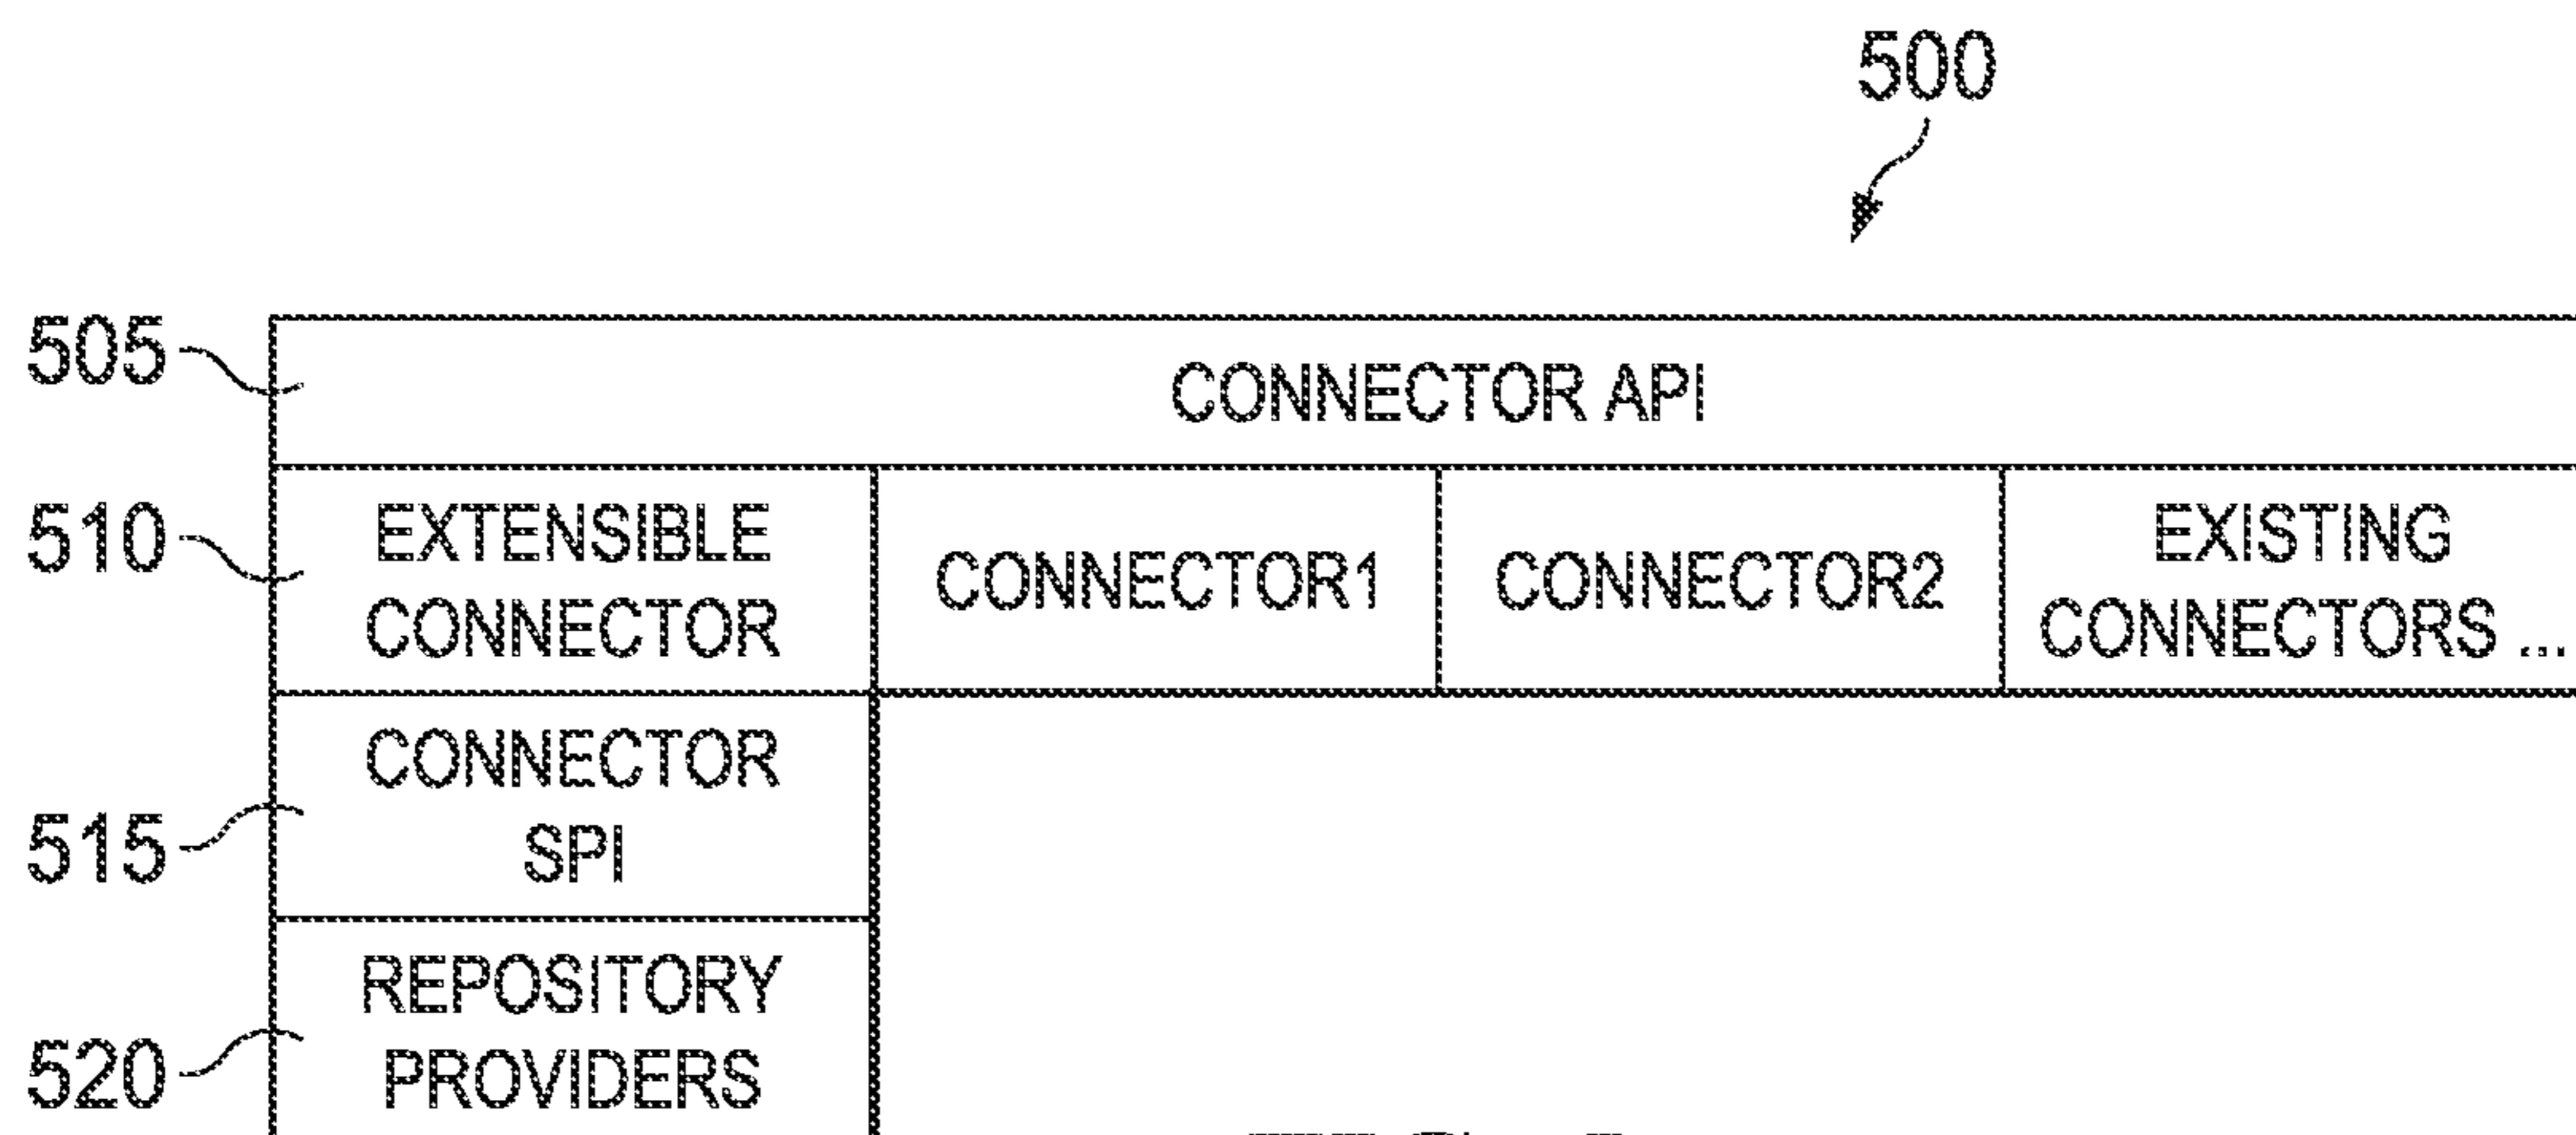 500
505
CONNECTOR API
510
EXTENSIBLE
CONNECTOR
CONNECTOR1
CONNECTOR2
EXISTING
CONNECTORS ...
515
CONNECTOR
SPI
520
REPOSITORY
PROVIDERS